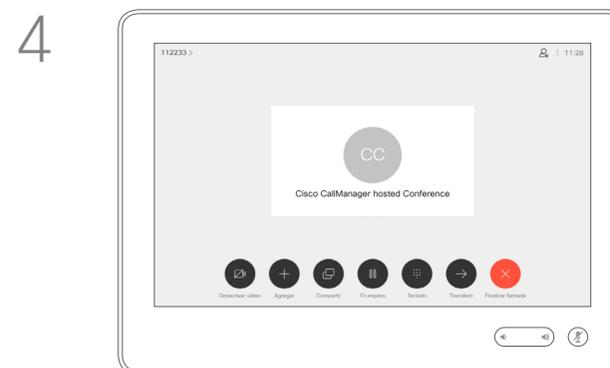 4
112233 >
11:28
CC
Cisco CallManager hosted Conference
Desactivar vídeo Agregar Compartir En espera Teclado Transferir Finalizar llamada